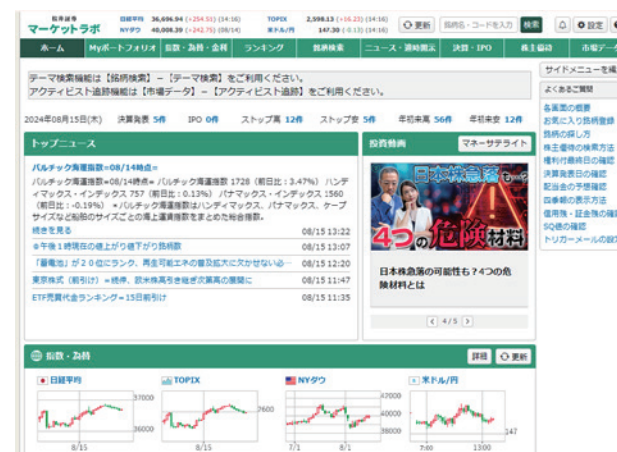 株探証券
マーケットラボ
日経平均 36,696.94 (+254.51) (14:16) TOPIX 2,598.13 (+16.23) (14:16)
NYダウ 40,008.39 (+242.75) (08/14) 米ドル/円 147.30 (-0.13) (14:16)
更新 銘柄名・コードを入力 検索 設定
ホーム Myポートフォリオ 指数・為替・金利 ランキング 銘柄検索 ニュース・適時開示 決算・IPO 株主優待 市場データ
テーマ検索機能は【銘柄検索】-【テーマ検索】をご利用ください。
アクティビスト追跡機能は【市場データ】-【アクティビスト追跡】をご利用ください。
サイドメニューを編
2024年08月15日(木) 決算発表 5件 IPO 0件 ストップ高 12件 ストップ安 5件 年初来高 56件 年初来安 12件
よくあるご質問
各画面の概要
お気に入り銘柄登録
銘柄の探し方
株主優待の検索方法
権利付最終日の確認
決算発表日の確認
配当金の予想確認
四季報の表示方法
信用残・証金残の確認
SQ値の確認
トリガーメールの設定
トップニュース
バルチック海運指数=08/14時点=
バルチック海運指数=08/14時点= バルチック海運指数 1728(前日比:3.47%) ハンデ
ィマックス・インデックス 757(前日比:0.13%) パナマックス・インデックス 1560
(前日比:-0.19%) *バルチック海運指数はハンディマックス、パナマックス、ケープ
サイズなど船舶のサイズごとの海上運賃指数をまとめた総合指数。
続きを見る 08/15 13:22
午後1時現在の値上がり値下がり銘柄数 08/15 13:07
「蓄電池」が20位にランク、再生可能エネの普及拡大に欠かせない必… 08/15 12:20
東京株式(前引け)=続伸、欧米株高引き継ぎ次第高の展開に 08/15 11:47
ETF売買代金ランキング=15日前引け 08/15 11:35
投資動画 マネーサテライト
日本株急落も…?
4つの危険材料
日本株急落の可能性も?4つの危
険材料とは
4/5
指数・為替 詳細 更新
日経平均 TOPIX NYダウ 米ドル/円
37000
36000
8/15
2600
8/15
42000
40000
38000
7/1 8/1
147
7:00 13:00